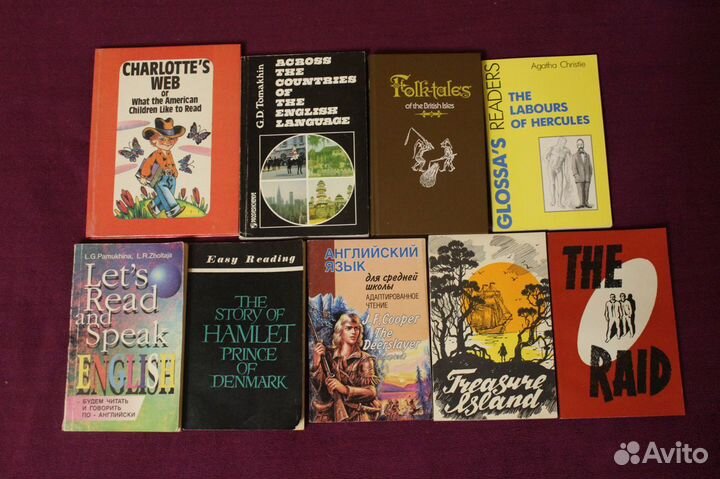 CHARLOTTE'S
WEB
or
What the American
Children Like to Read
G.D. Tomakhin
ACROSS
THE
COUNTRIES
OF
THE
ENGLISH
LANGUAGE
Folk-tales
of the British Isles
GLOSSA'S READERS
Agatha Christie
THE
LABOURS
OF HERCULES
L.G. Pamukhina, L.R. Zholtaja
Let's
Read
and
Speak
ENGLISH
БУДЕМ ЧИТАТЬ
И ГОВОРИТЬ
ПО - АНГЛИЙСКИ
Easy Reading
THE
STORY OF
HAMLET
PRINCE
OF
DENMARK
АНГЛИЙСКИЙ
ЯЗЫК
для средней
школы
АДАПТИРОВАННОЕ
ЧТЕНИЕ
J.F. Cooper
The
Deerslayer
Treasure
Island
THE
RAID
Avito